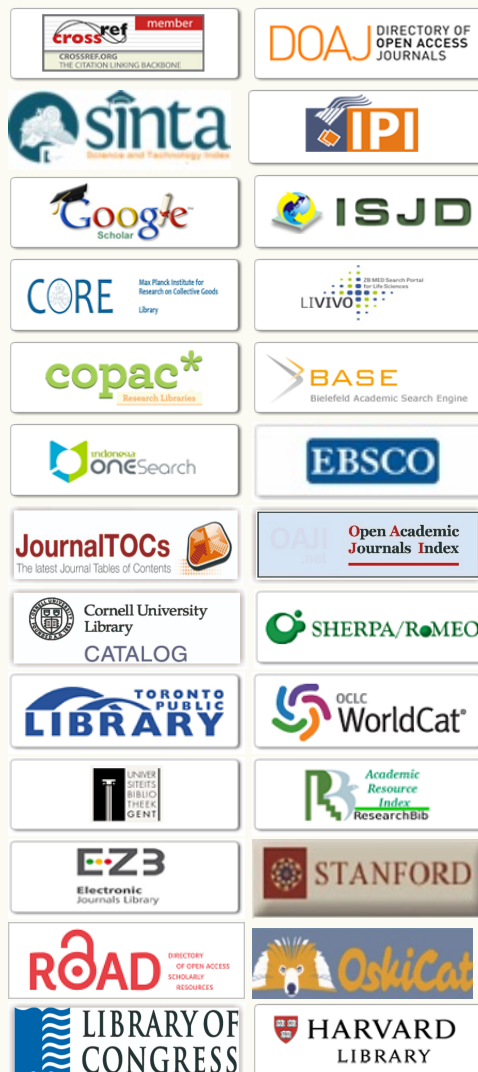 crossref
member
CROSSREF.ORG
THE CITATION LINKING BACKBONE
DOAJ
DIRECTORY OF
OPEN ACCESS
JOURNALS
sinta
Science and Technology Index
IPI
Google
Scholar
ISJD
CORE
Max Planck Institute for
Research on Collective Goods
Library
ZB MED Search Portal
for Life Sciences
LIVIVO
copac*
Research Libraries
BASE
Bielefeld Academic Search Engine
indonesia
oneSearch
EBSCO
JournalTOCs
The latest Journal Tables of Contents
OAJI
.net
Open Academic
Journals Index
Cornell University
Library
CATALOG
SHERPA/RoMEO
TORONTO
PUBLIC
LIBRARY
OCLC
WorldCat®
UNIVER
SITEITS
BIBLIO
THEEK
GENT
Academic
Resource
Index
ResearchBib
EZB
Electronic
Journals Library
STANFORD
ROAD
DIRECTORY
OF OPEN ACCESS
SCHOLARLY
RESOURCES
OskiCat
LIBRARY OF
CONGRESS
HARVARD
LIBRARY